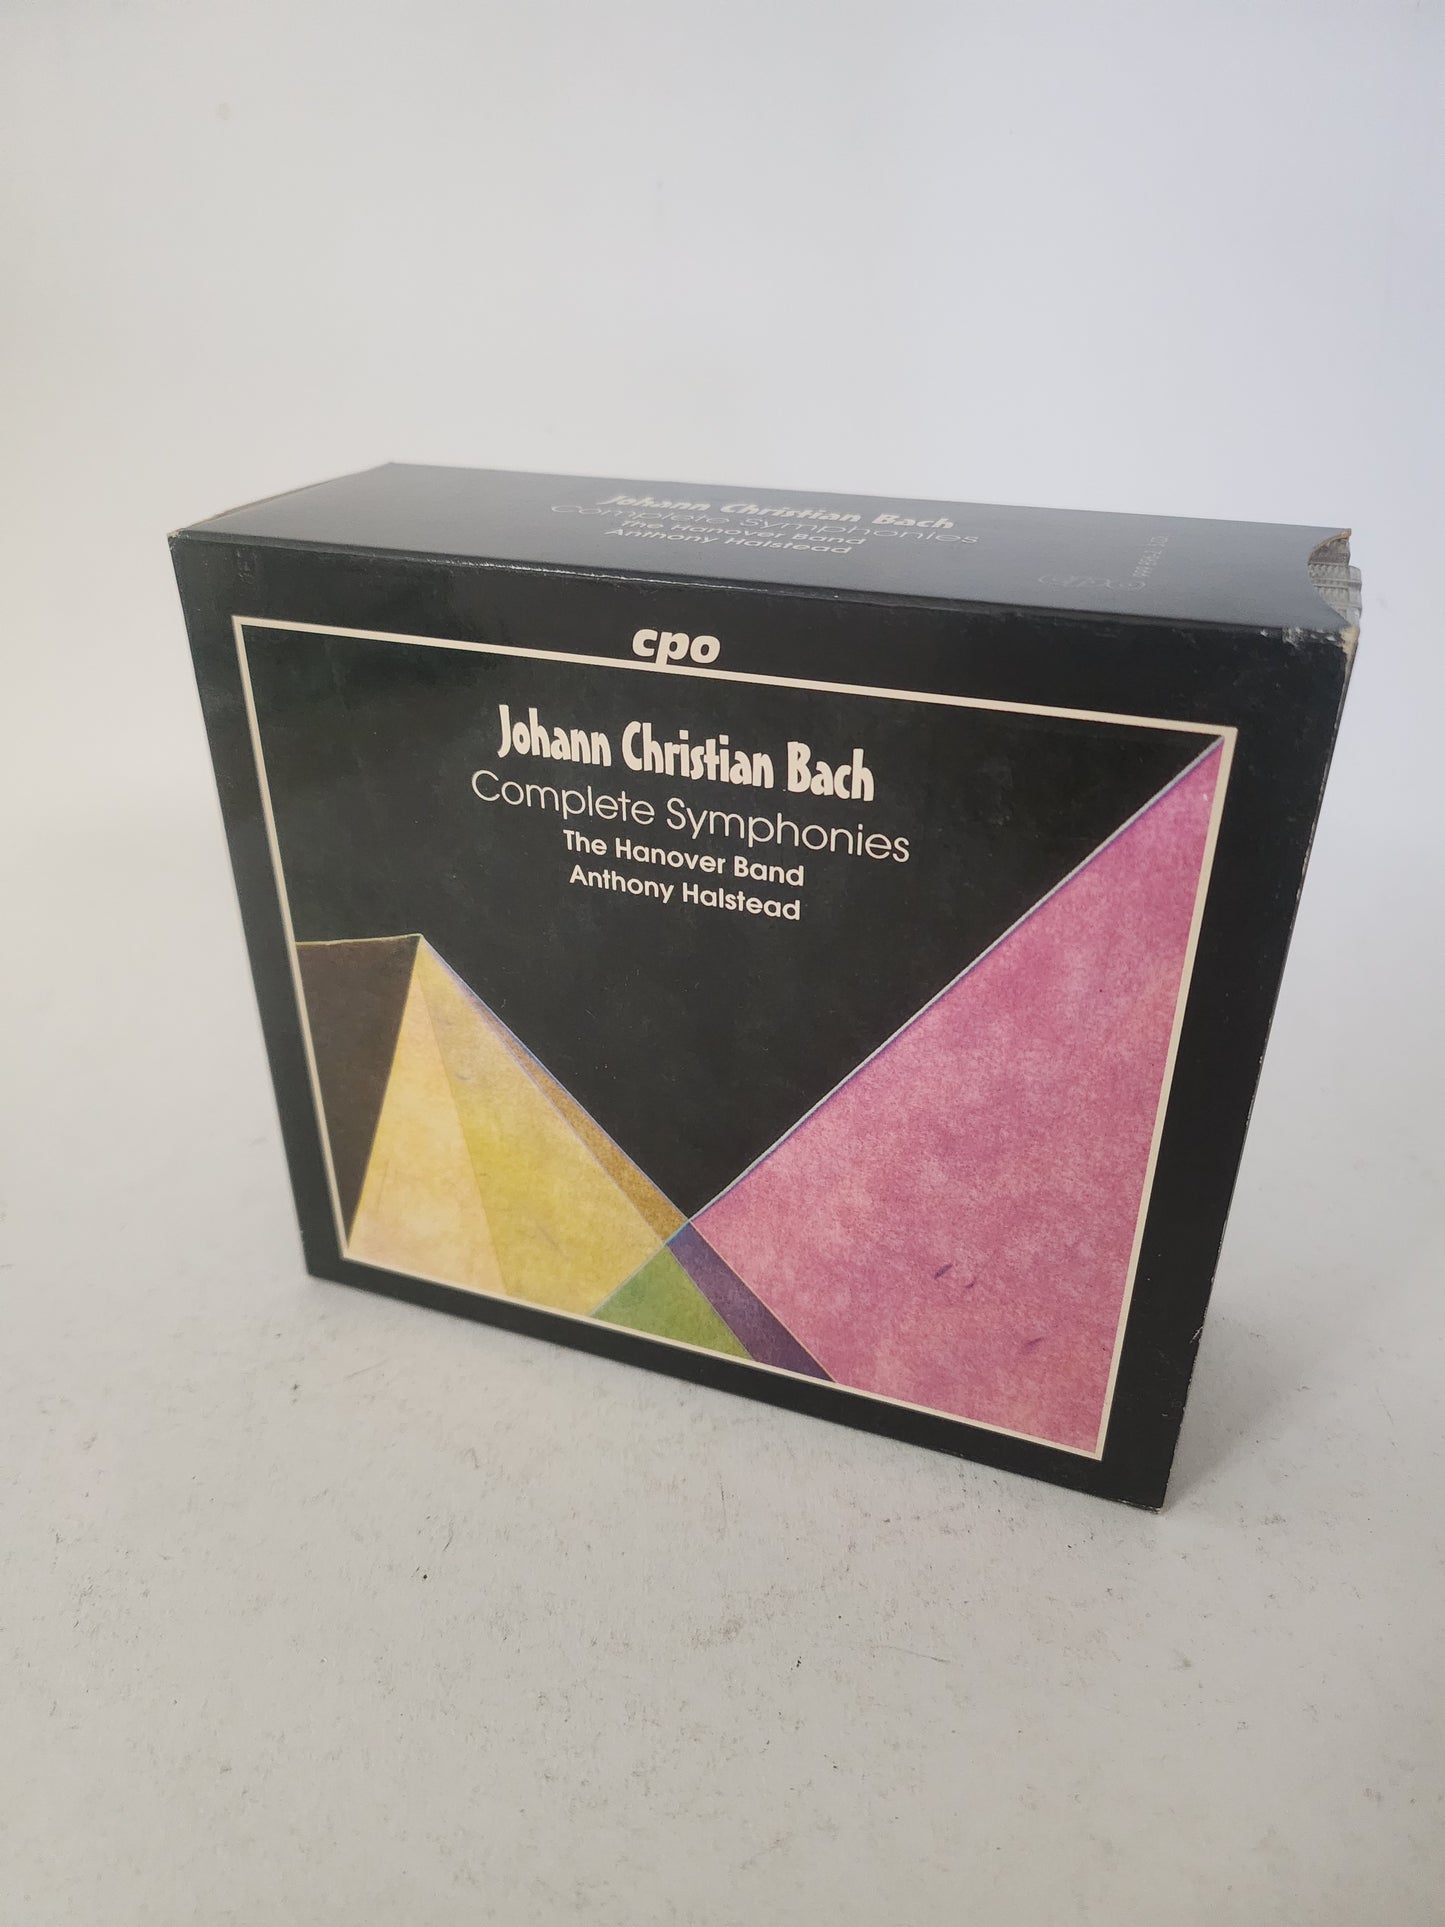 Johann Christian Bach
Complete Symphonies
The Hanover Band
Anthony Halstead
cpo
cpo
Johann Christian Bach
Complete Symphonies
The Hanover Band
Anthony Halstead